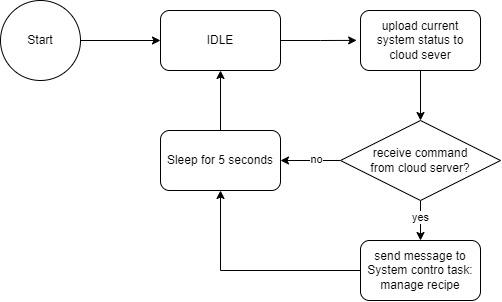 Start
IDLE
upload current
system status to
cloud sever
receive command
from cloud server?
no
Sleep for 5 seconds
yes
send message to
System contro task:
manage recipe